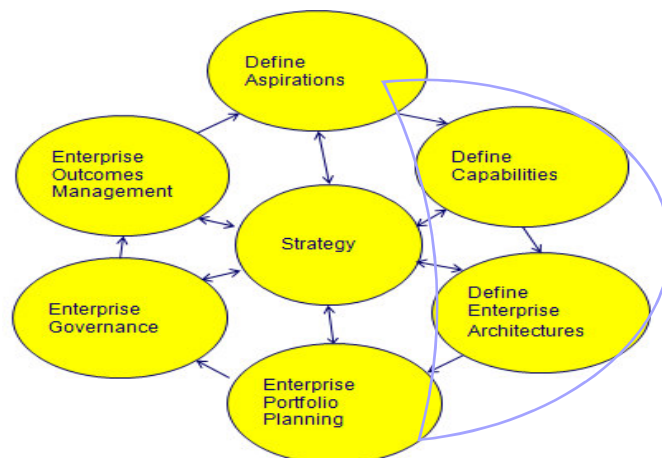 Define
Aspirations
Define
Capabilities
Enterprise
Outcomes
Management
Strategy
Define
Enterprise
Architectures
Enterprise
Governance
Enterprise
Portfolio
Planning